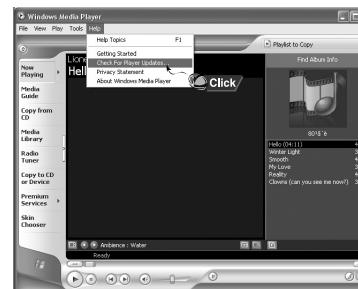 Windows Media Player
File View Play Tools Help
Help Topics F1
Getting Started
Check For Player Updates...
Privacy Statement
About Windows Media Player
Click
Playlist to Copy
Find Album Info
Now Playing
Media Guide
Copy from CD
Media Library
Radio Tuner
Copy to CD or Device
Premium Services
Skin Chooser
Lione
Hell
Hello (04:11)
Winter Light
Smooth
My Love
Reality
Clowns (can you see me now?)
Ambience : Water
Ready